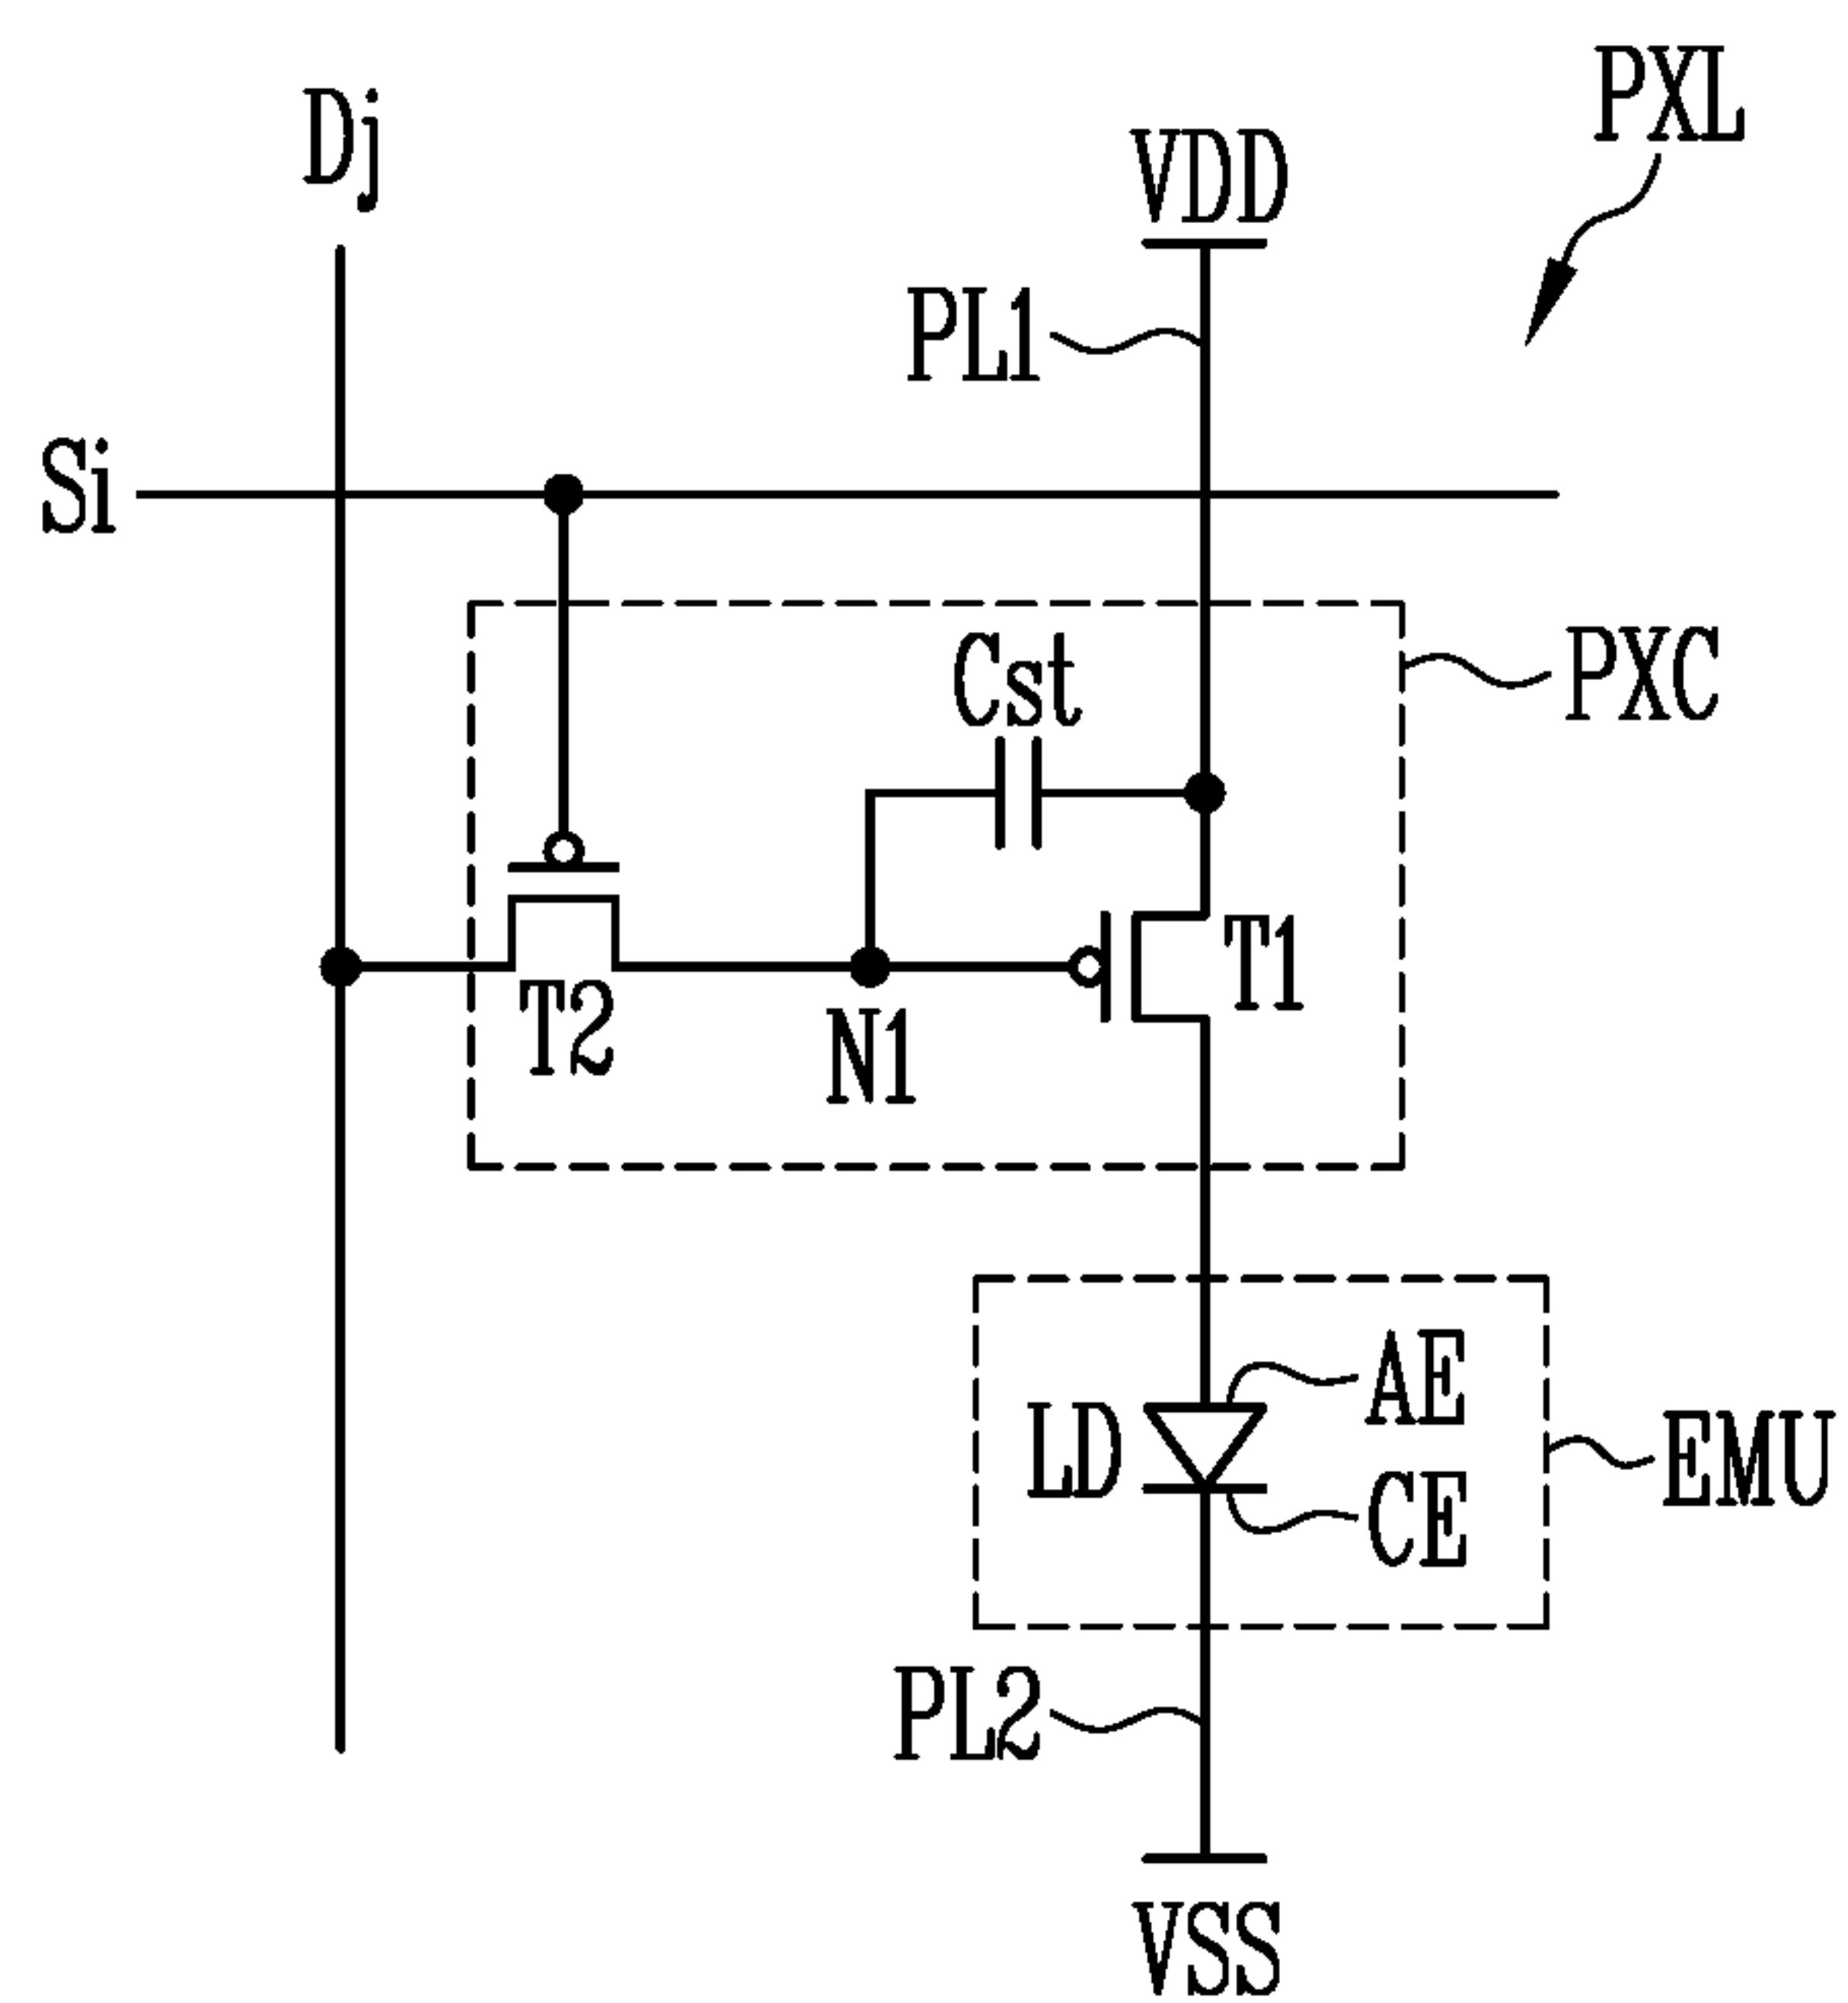 PXL
Dj
VDD
PL1
Si
PXC
Cst
T1
T2
N1
AE
LD
EMU
CE
PL2
VSS